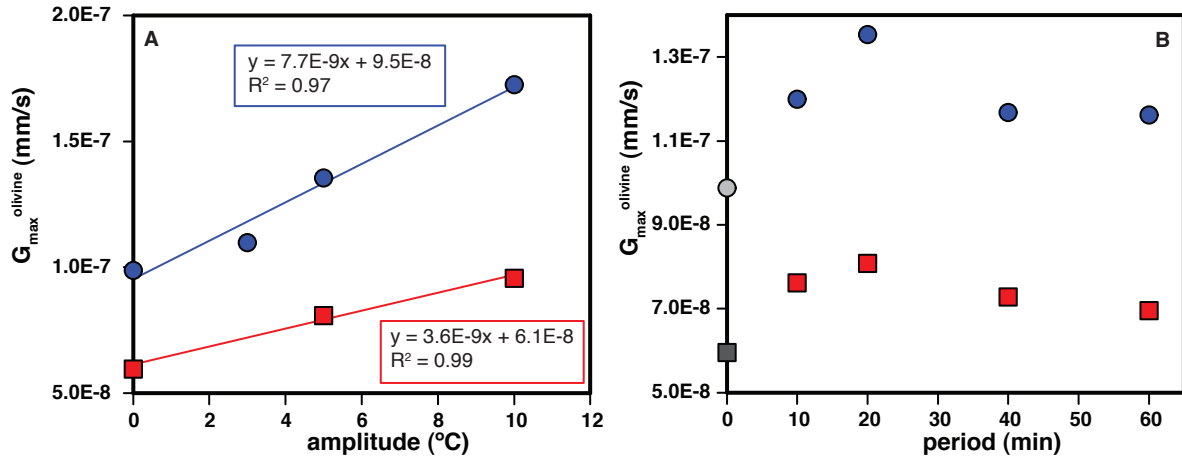 A
2.0E-7
1.5E-7
1.0E-7
5.0E-8
G_max^olivine (mm/s)
y = 7.7E-9x + 9.5E-8
R² = 0.97
y = 3.6E-9x + 6.1E-8
R² = 0.99
0 2 4 6 8 10 12
amplitude (ºC)
B
1.3E-7
1.1E-7
9.0E-8
7.0E-8
5.0E-8
G_max^olivine (mm/s)
0 10 20 30 40 50 60
period (min)